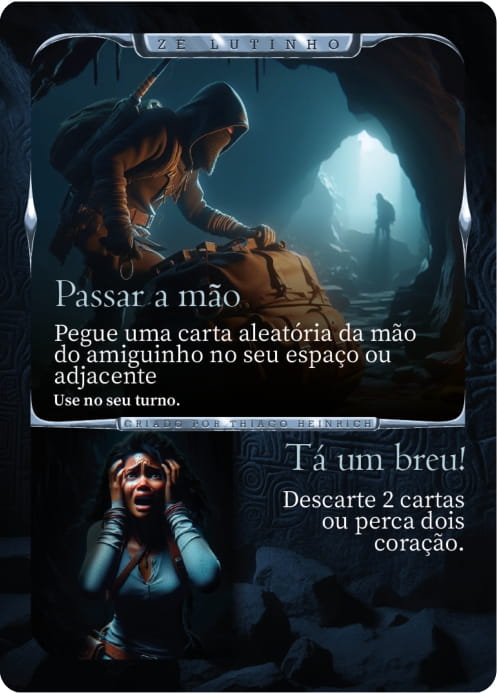 ZÉ LUTINHO
Passar a mão
Pegue uma carta aleatória da mão
do amiguinho no seu espaço ou
adjacente
Use no seu turno.
CRIADO POR THIAGO HEINRICH
Tá um breu!
Descarte 2 cartas
ou perca dois
coração.